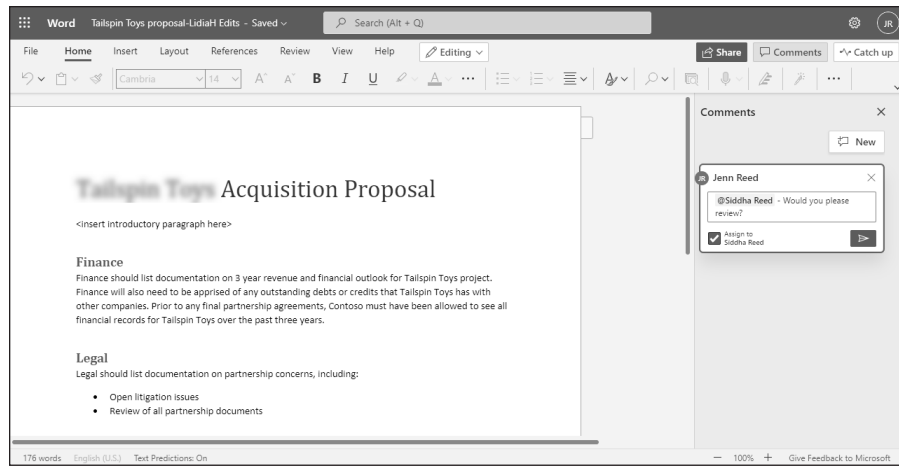 Word Tailspin Toys proposal-LidiaH Edits - Saved Search (Alt + Q) JR
File Home Insert Layout References Review View Help Editing Share Comments Catch up
Cambria 14 A A B I U A
Comments
New
Tailspin Toys Acquisition Proposal
JR Jenn Reed
@Siddha Reed - Would you please
review?
Assign to
Siddha Reed
<insert introductory paragraph here>
Finance
Finance should list documentation on 3 year revenue and financial outlook for Tailspin Toys project.
Finance will also need to be apprised of any outstanding debts or credits that Tailspin Toys has with
other companies. Prior to any final partnership agreements, Contoso must have been allowed to see all
financial records for Tailspin Toys over the past three years.
Legal
Legal should list documentation on partnership concerns, including:
• Open litigation issues
• Review of all partnership documents
176 words English (U.S.) Text Predictions: On − 100% + Give Feedback to Microsoft